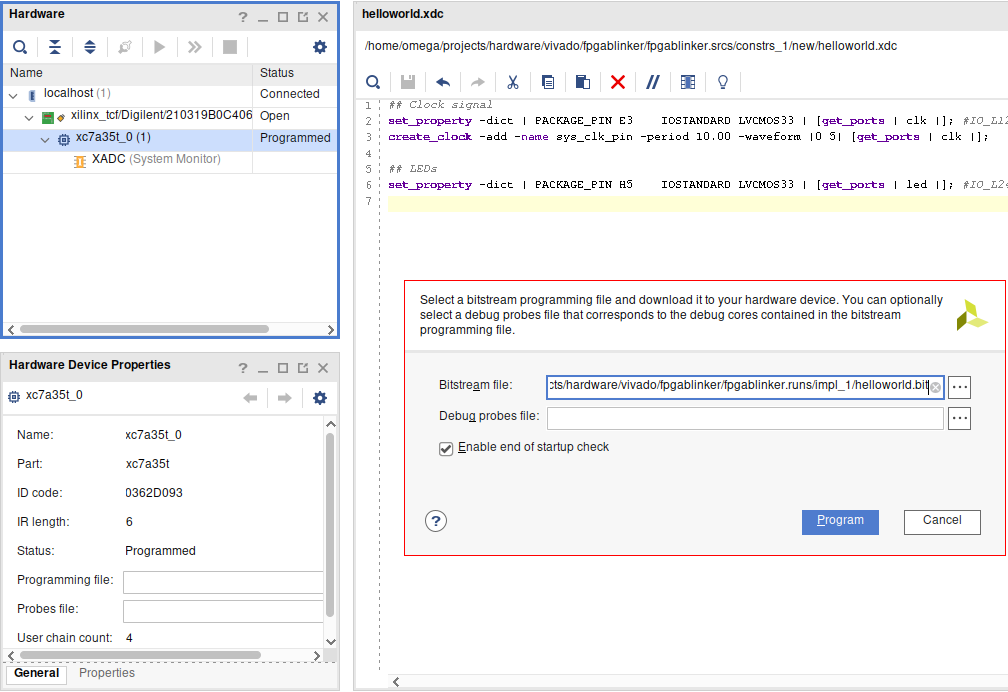 Hardware
Name Status
localhost (1) Connected
xilinx_tcf/Digilent/210319B0C406 Open
xc7a35t_0 (1) Programmed
XADC (System Monitor)
Hardware Device Properties
xc7a35t_0
Name: xc7a35t_0
Part: xc7a35t
ID code: 0362D093
IR length: 6
Status: Programmed
Programming file:
Probes file:
User chain count: 4
General Properties
helloworld.xdc
/home/omega/projects/hardware/vivado/fpgablinker/fpgablinker.srcs/constrs_1/new/helloworld.xdc
1 ## Clock signal
2 set_property -dict | PACKAGE_PIN E3 IOSTANDARD LVCMOS33 | [get_ports | clk |]; #IO_L12
3 create_clock -add -name sys_clk_pin -period 10.00 -waveform |0 5| [get_ports | clk |];
4
5 ## LEDs
6 set_property -dict | PACKAGE_PIN H5 IOSTANDARD LVCMOS33 | [get_ports | led |]; #IO_L24
7
Select a bitstream programming file and download it to your hardware device. You can optionally
select a debug probes file that corresponds to the debug cores contained in the bitstream
programming file.
Bitstream file: cts/hardware/vivado/fpgablinker/fpgablinker.runs/impl_1/helloworld.bit
Debug probes file:
Enable end of startup check
Program Cancel